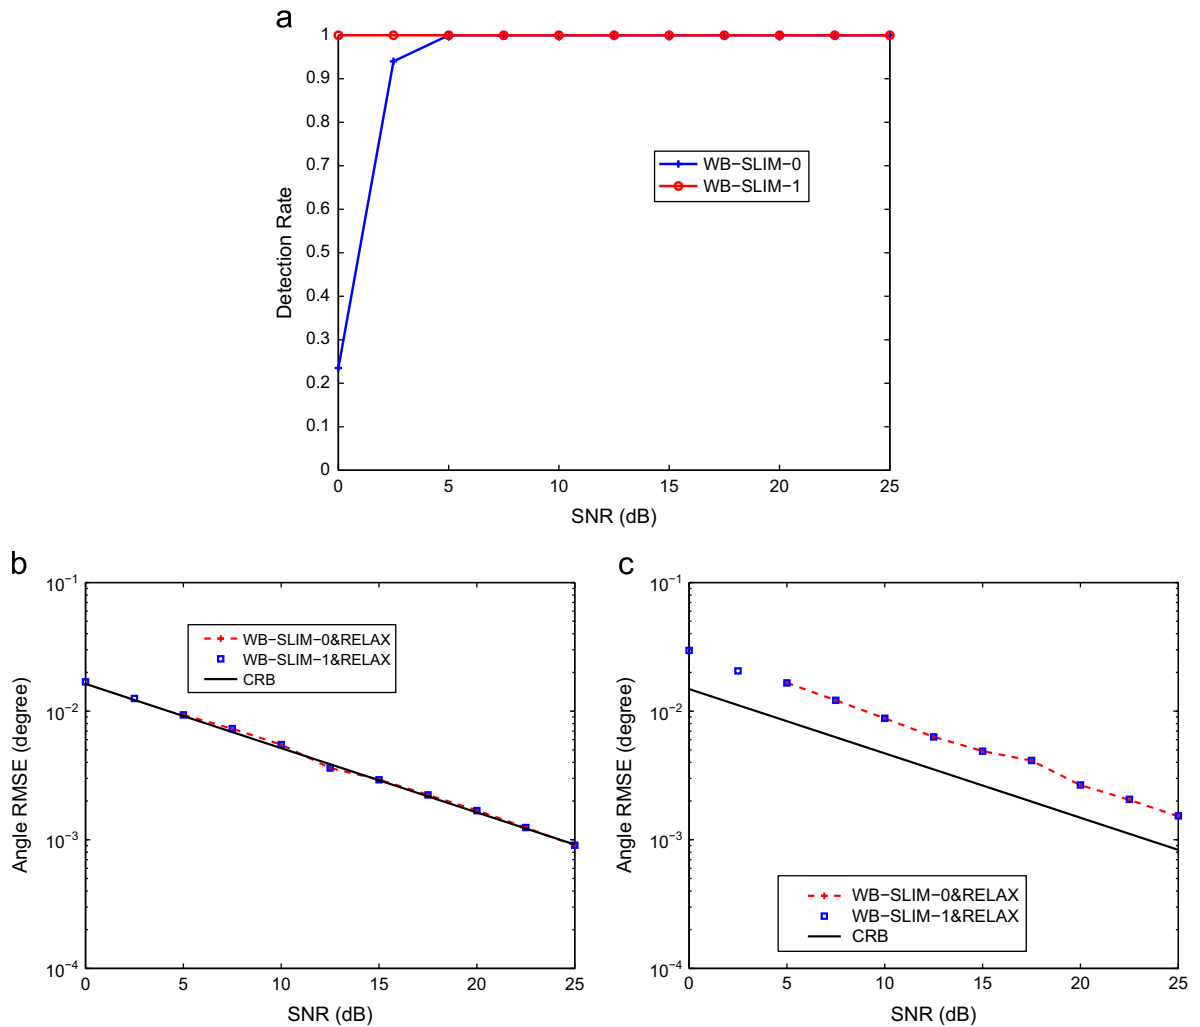 a
1
0.9
0.8
0.7
0.6
0.5
0.4
0.3
0.2
0.1
0
Detection Rate
WB−SLIM−0
WB−SLIM−1
0 5 10 15 20 25
SNR (dB)
b
10⁻¹
10⁻²
10⁻³
10⁻⁴
Angle RMSE (degree)
WB−SLIM−0&RELAX
WB−SLIM−1&RELAX
CRB
0 5 10 15 20 25
SNR (dB)
c
10⁻¹
10⁻²
10⁻³
10⁻⁴
Angle RMSE (degree)
WB−SLIM−0&RELAX
WB−SLIM−1&RELAX
CRB
0 5 10 15 20 25
SNR (dB)